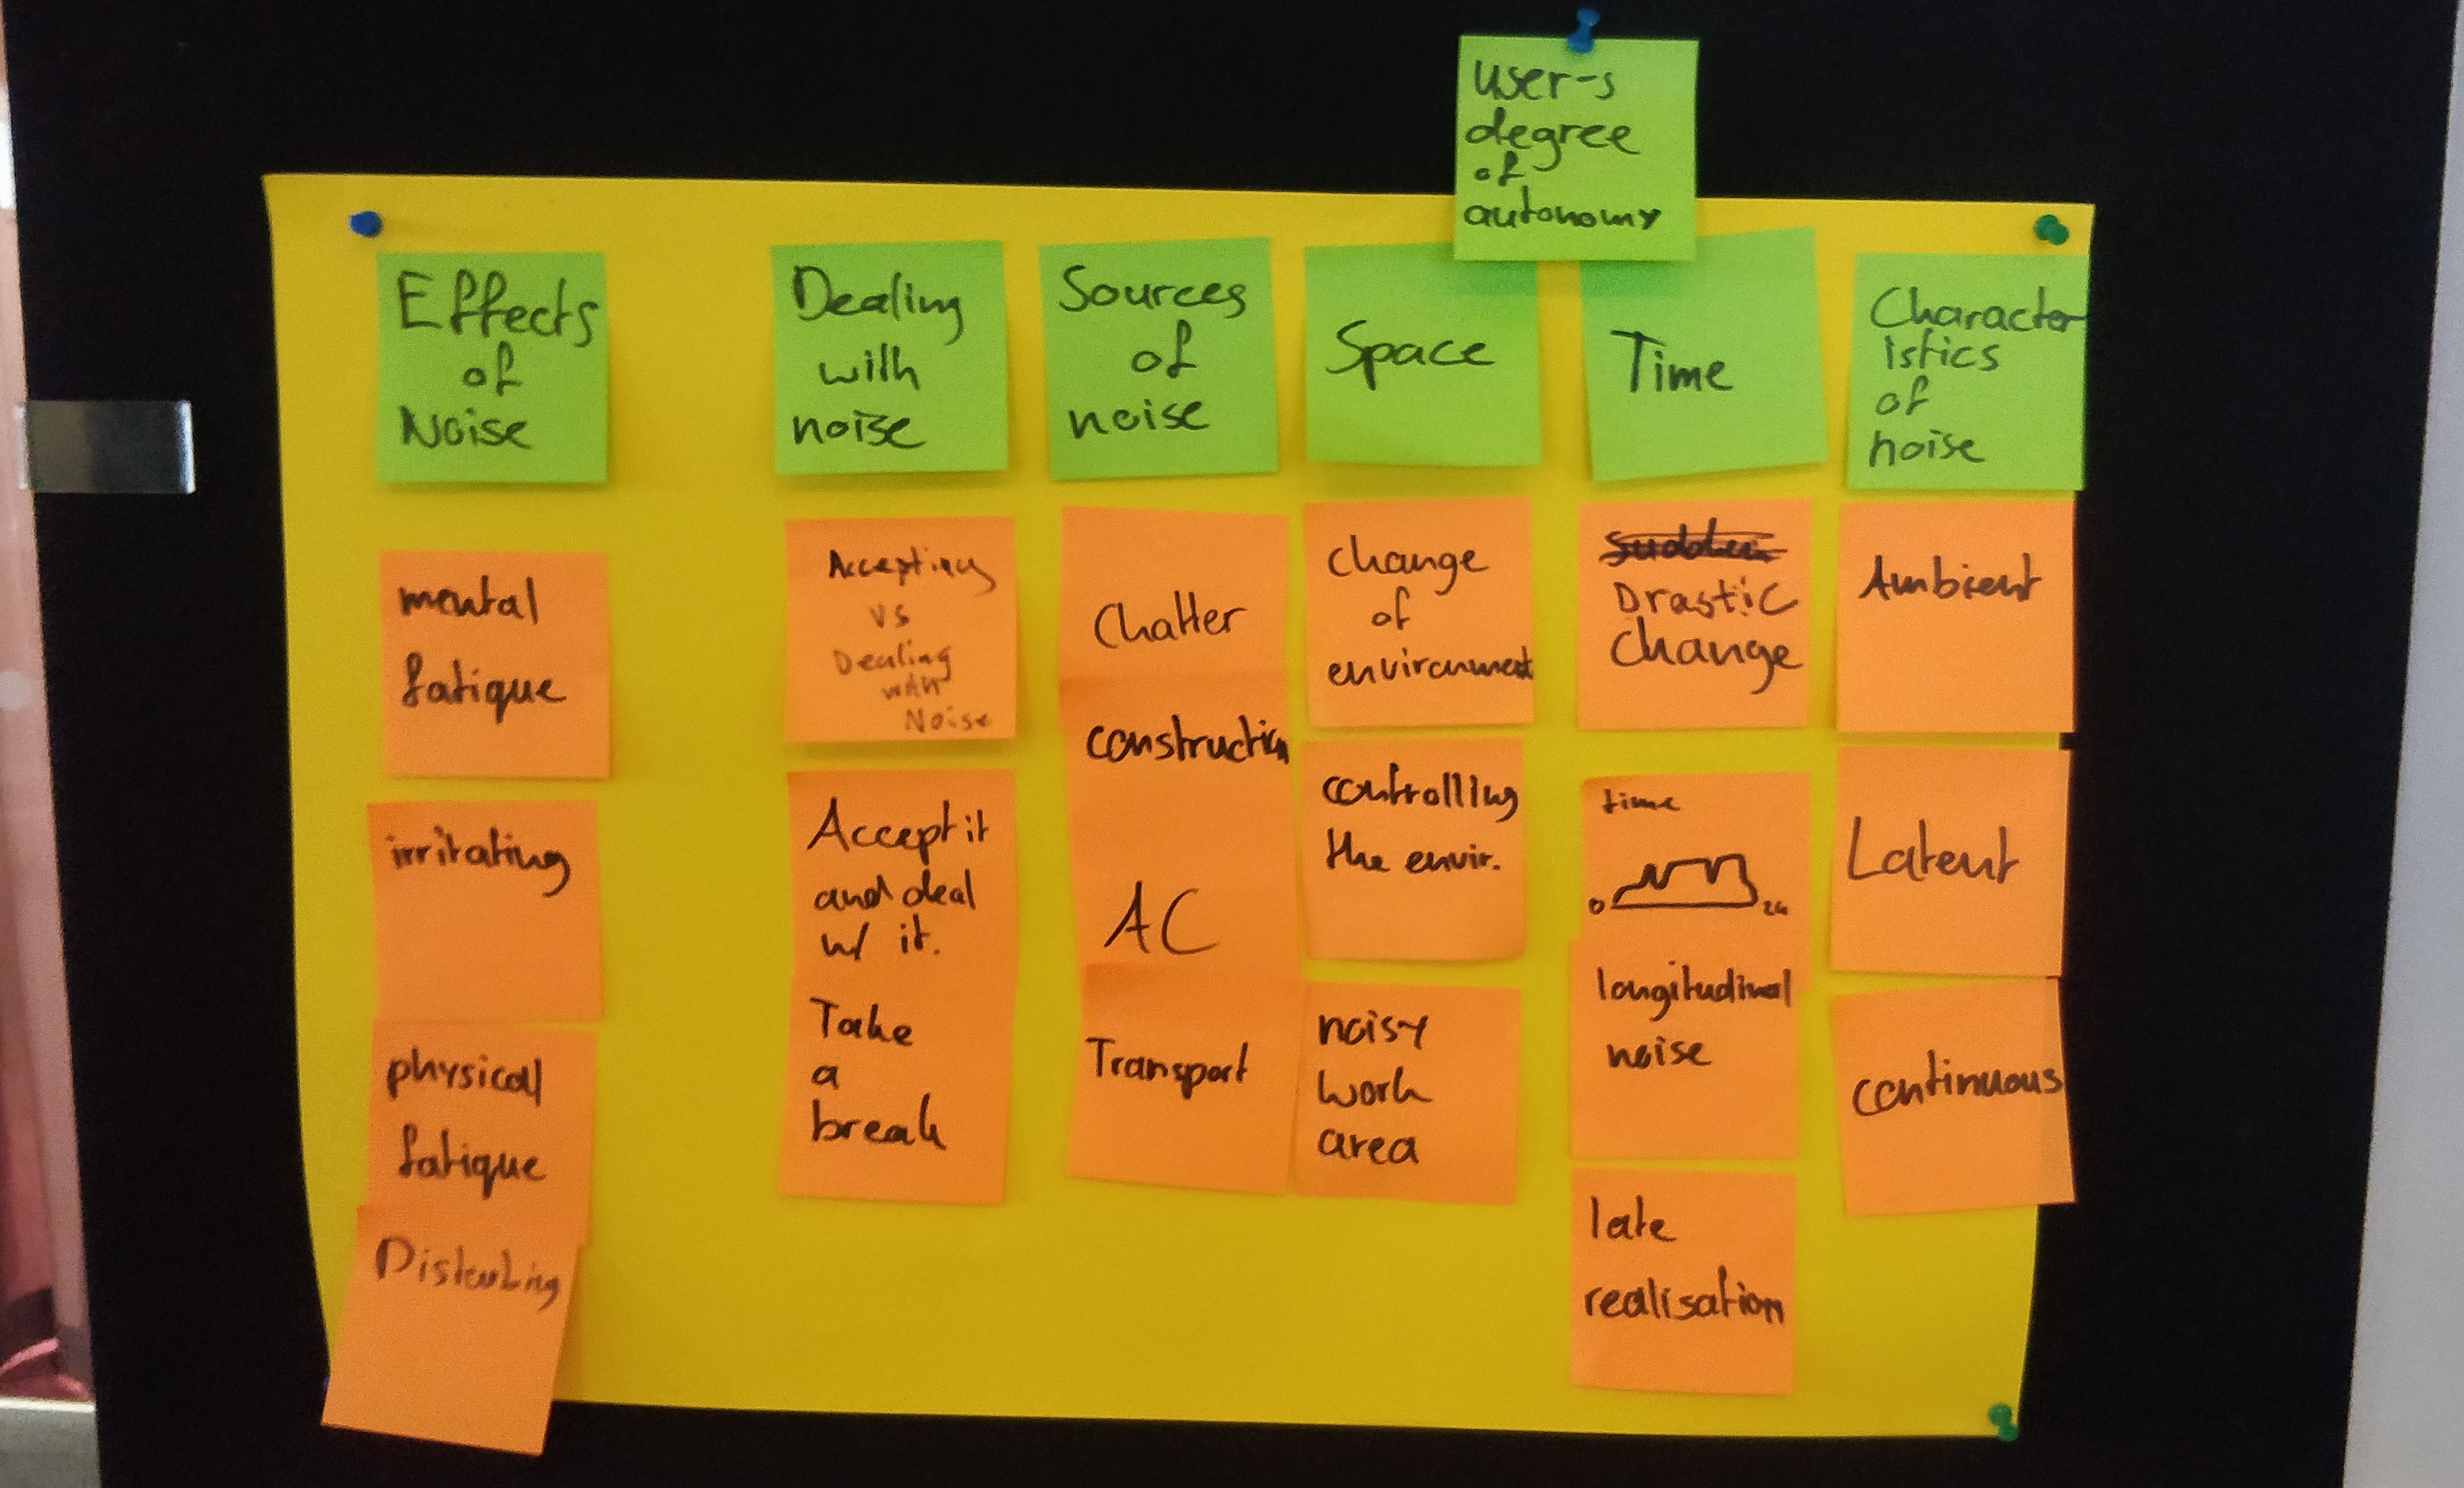 user-s
degree
of
autonomy
Effects
of
Noise
mental
fatique
irritating
physical
fatique
Disturbing
Dealing
with
noise
Accepting
vs
Dealing
with
Noise
Accept it
and deal
w/ it.
Take
a
break
Sources
of
noise
Chatter
construction
AC
Transport
Space
change
of
environment
controlling
the envir.
noisy
work
area
Time
sudden
Drastic
change
time
0 24
longitudinal
noise
late
realisation
Character
istics
of
noise
Ambient
Latent
continuous